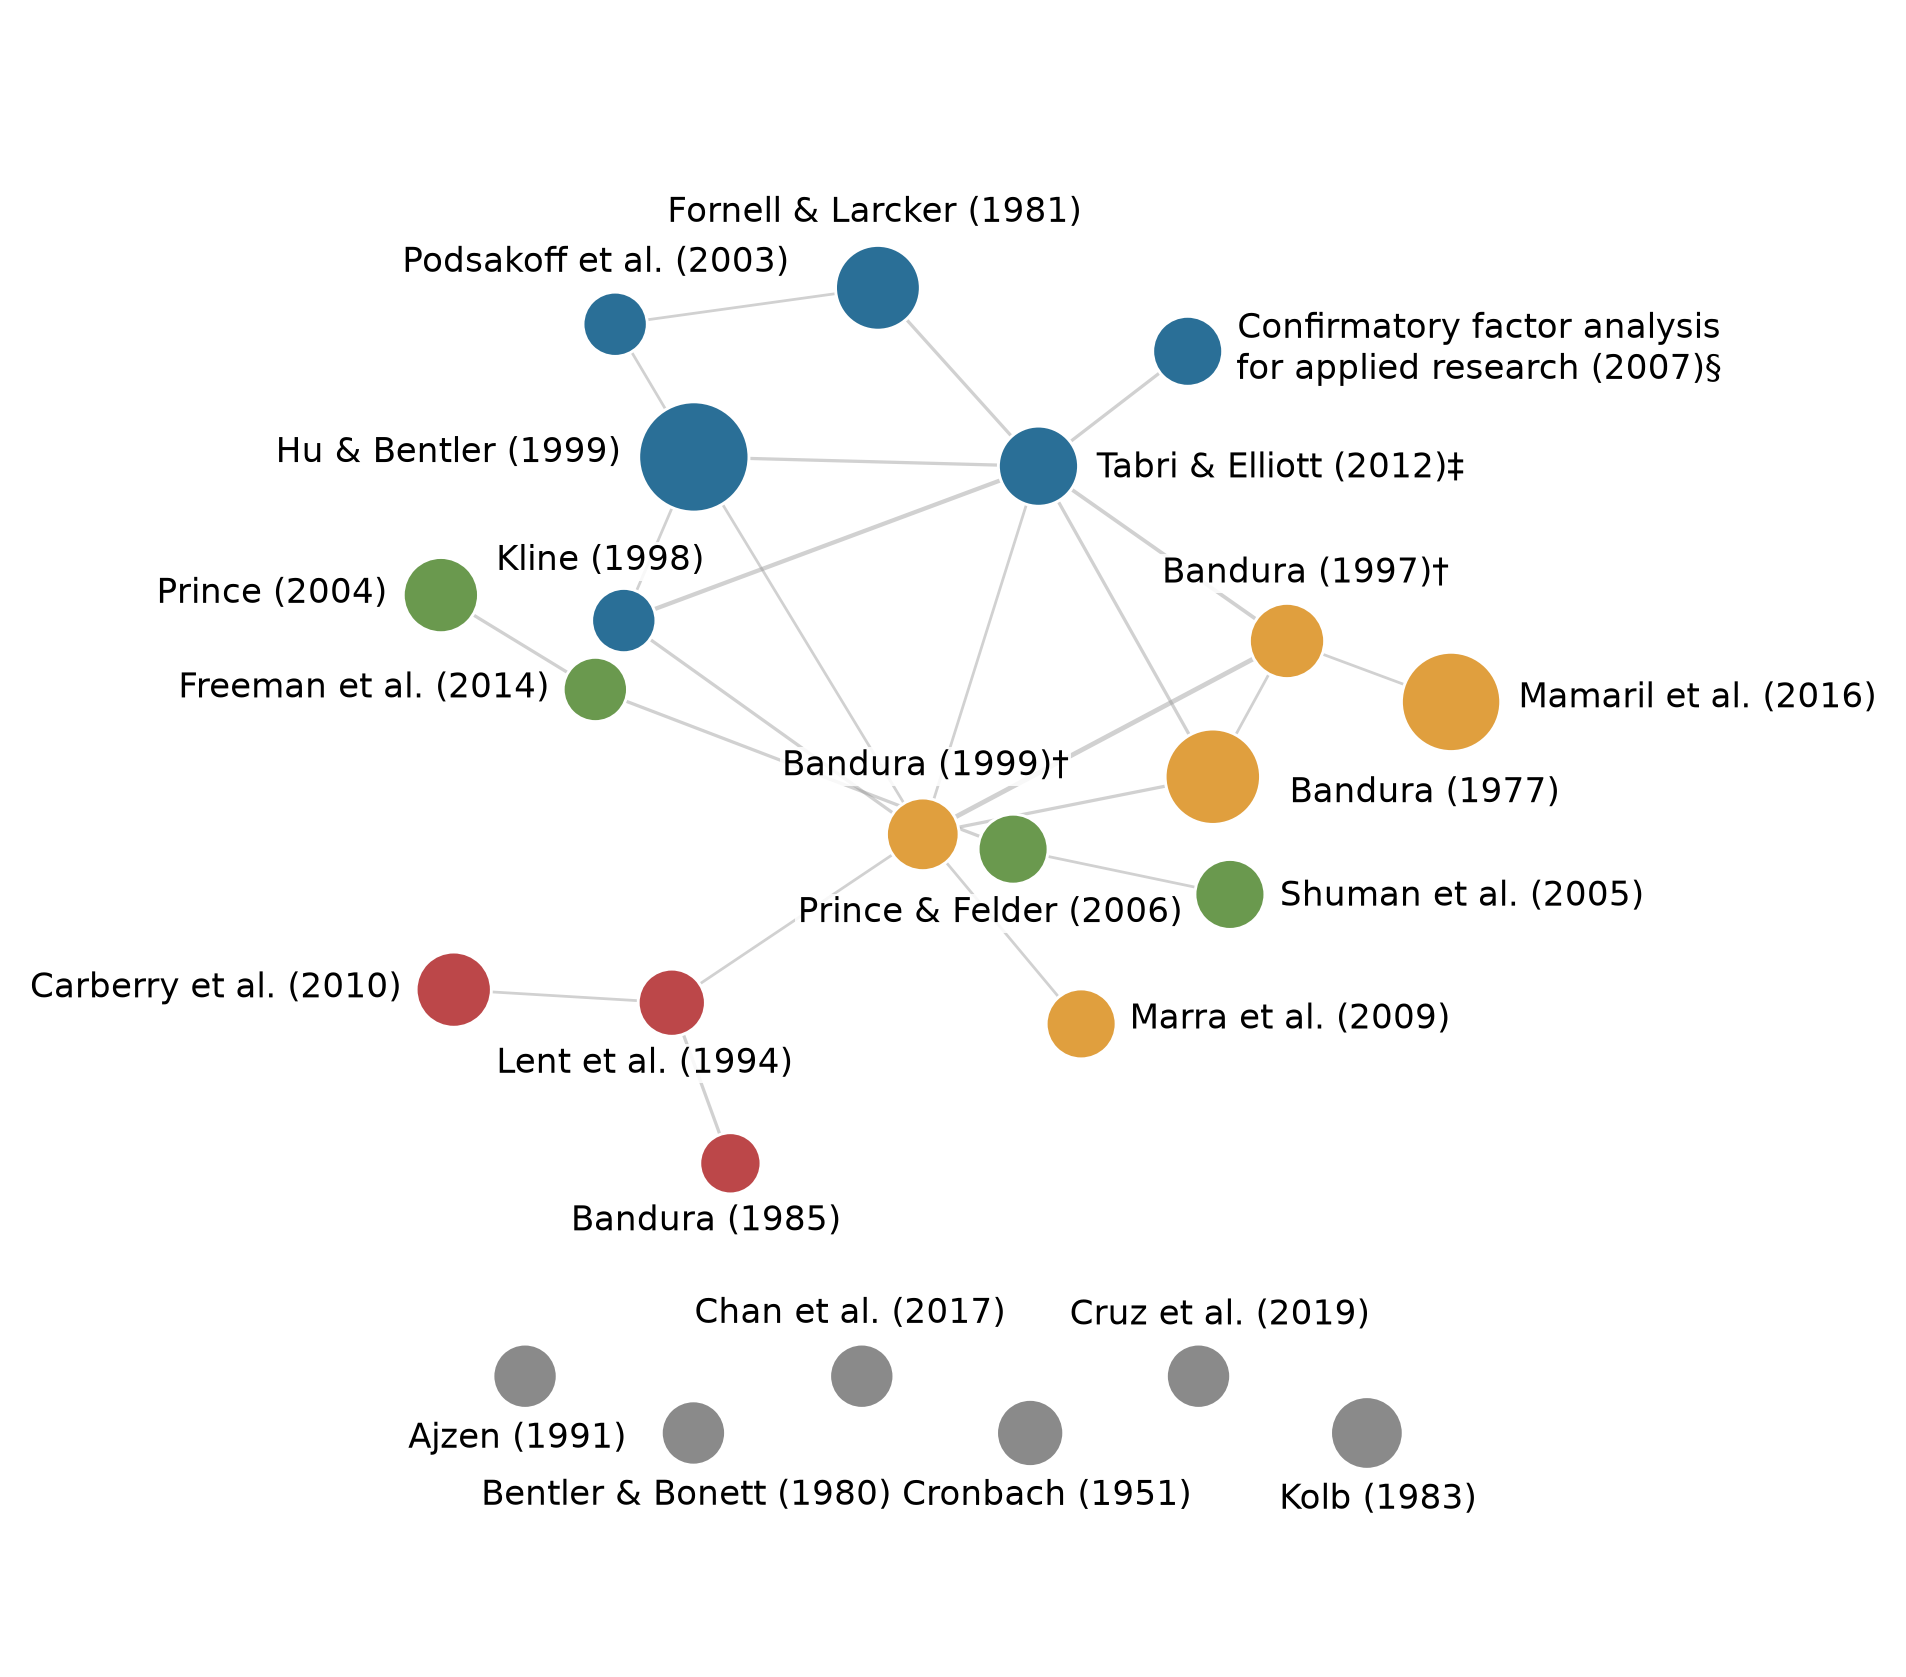 Fornell & Larcker (1981)
Podsakoff et al. (2003)
Confirmatory factor analysis
for applied research (2007)§
Hu & Bentler (1999)
Tabri & Elliott (2012)‡
Kline (1998)
Bandura (1997)†
Prince (2004)
Freeman et al. (2014)
Mamaril et al. (2016)
Bandura (1999)†
Bandura (1977)
Shuman et al. (2005)
Prince & Felder (2006)
Carberry et al. (2010)
Marra et al. (2009)
Lent et al. (1994)
Bandura (1985)
Chan et al. (2017)
Cruz et al. (2019)
Ajzen (1991)
Bentler & Bonett (1980)
Cronbach (1951)
Kolb (1983)